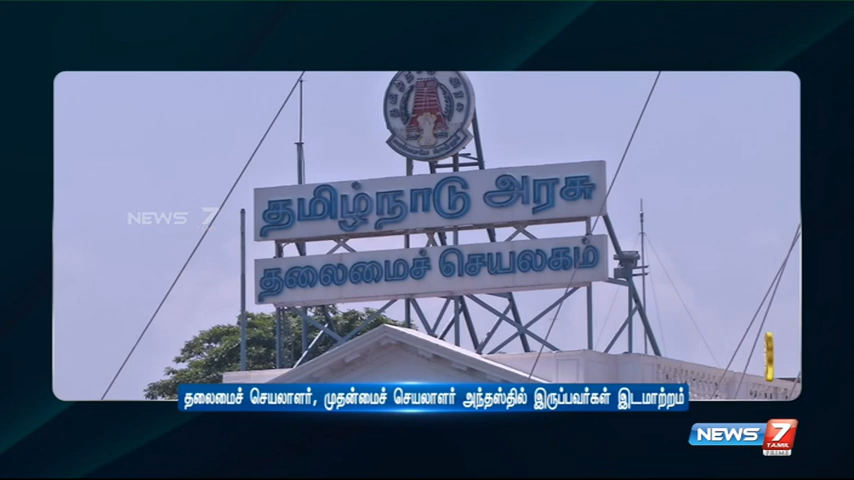 தமிழ்நாடு அரசு
தலைமைச் செயலகம்
NEWS 7
தலைமைச் செயலாளர், முதன்மைச் செயலாளர் அந்தஸ்தில் இருப்பவர்கள் இடமாற்றம்
NEWS 7
TAMIL
PRIME